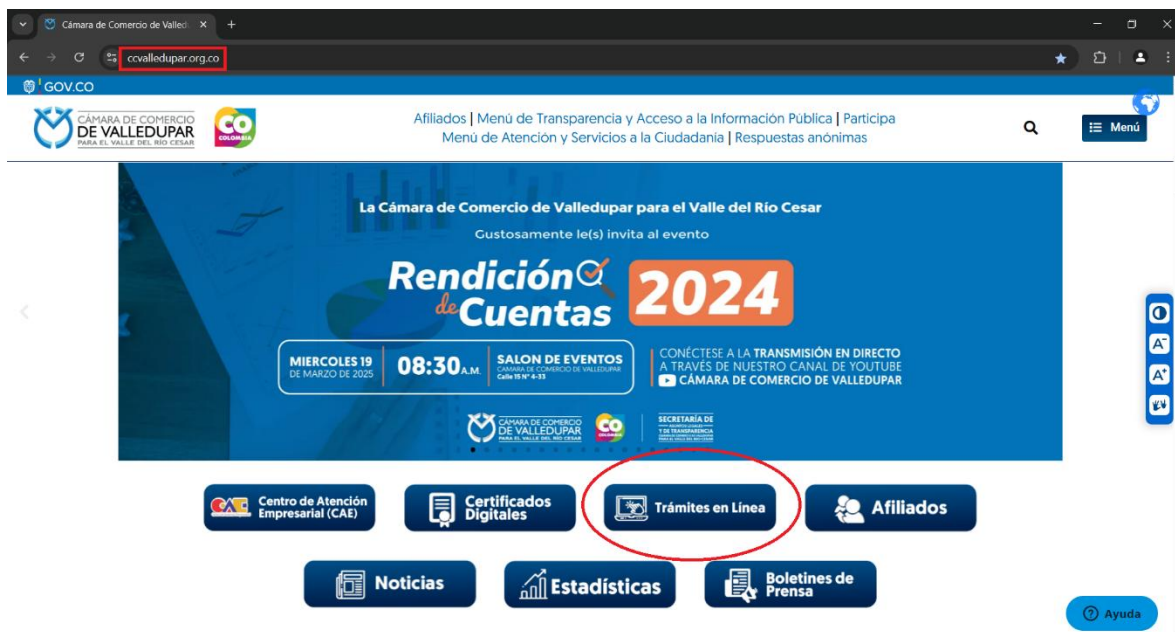 Cámara de Comercio de Valled
ccvalledupar.org.co
GOV.CO
CÁMARA DE COMERCIO
DE VALLEDUPAR
PARA EL VALLE DEL RÍO CESAR
CO
COLOMBIA
Afiliados | Menú de Transparencia y Acceso a la Información Pública | Participa
Menú de Atención y Servicios a la Ciudadanía | Respuestas anónimas
Menú
La Cámara de Comercio de Valledupar para el Valle del Río Cesar
Gustosamente le(s) invita al evento
Rendición
de Cuentas
2024
MIERCOLES 19
DE MARZO DE 2025
08:30 A.M.
SALON DE EVENTOS
CAMARA DE COMERCIO DE VALLEDUPAR
Calle 15 N° 4-33
CONÉCTESE A LA TRANSMISIÓN EN DIRECTO
A TRAVÉS DE NUESTRO CANAL DE YOUTUBE
CÁMARA DE COMERCIO DE VALLEDUPAR
A-
A+
CÁMARA DE COMERCIO
DE VALLEDUPAR
PARA EL VALLE DEL RÍO CESAR
CO
SECRETARÍA DE
Y DE TRANSPARENCIA
Centro de Atención
Empresarial (CAE)
CAE
Certificados
Digitales
Trámites en Línea
Afiliados
Noticias
Estadísticas
Boletines de
Prensa
Ayuda